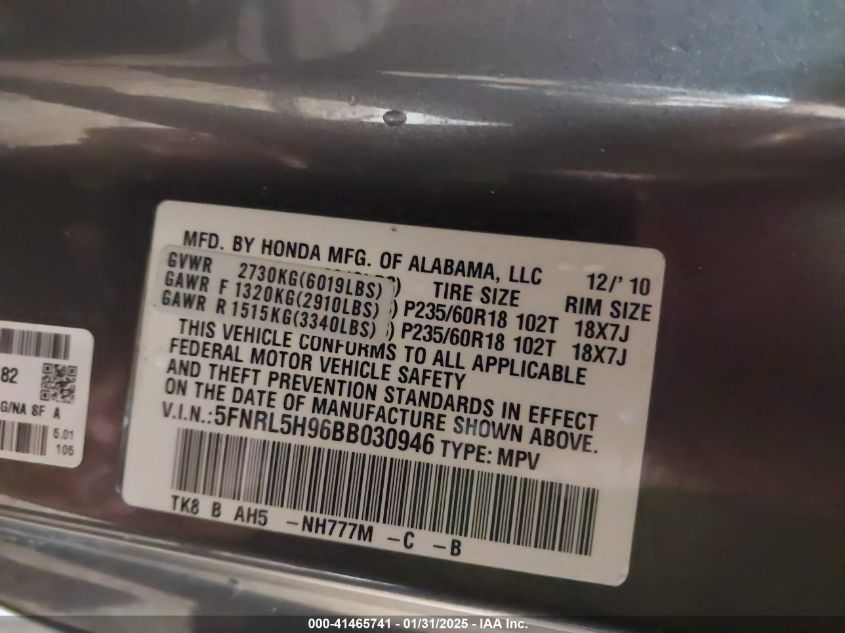 MFD. BY HONDA MFG. OF ALABAMA, LLC 12/' 10
GVWR 2730KG(6019LBS) TIRE SIZE RIM SIZE
GAWR F 1320KG(2910LBS) ) P235/60R18 102T 18X7J
GAWR R 1515KG(3340LBS) ) P235/60R18 102T 18X7J
THIS VEHICLE CONFORMS TO ALL APPLICABLE
FEDERAL MOTOR VEHICLE SAFETY
AND THEFT PREVENTION STANDARDS IN EFFECT
ON THE DATE OF MANUFACTURE SHOWN ABOVE.
V.I.N.: 5FNRL5H96BB030946 TYPE: MPV
TK8 B AH5 -NH777M -C -B
82
G/NA 8F A
5.01
105
000-41465741 / 01/31/2025 - IAA Inc.